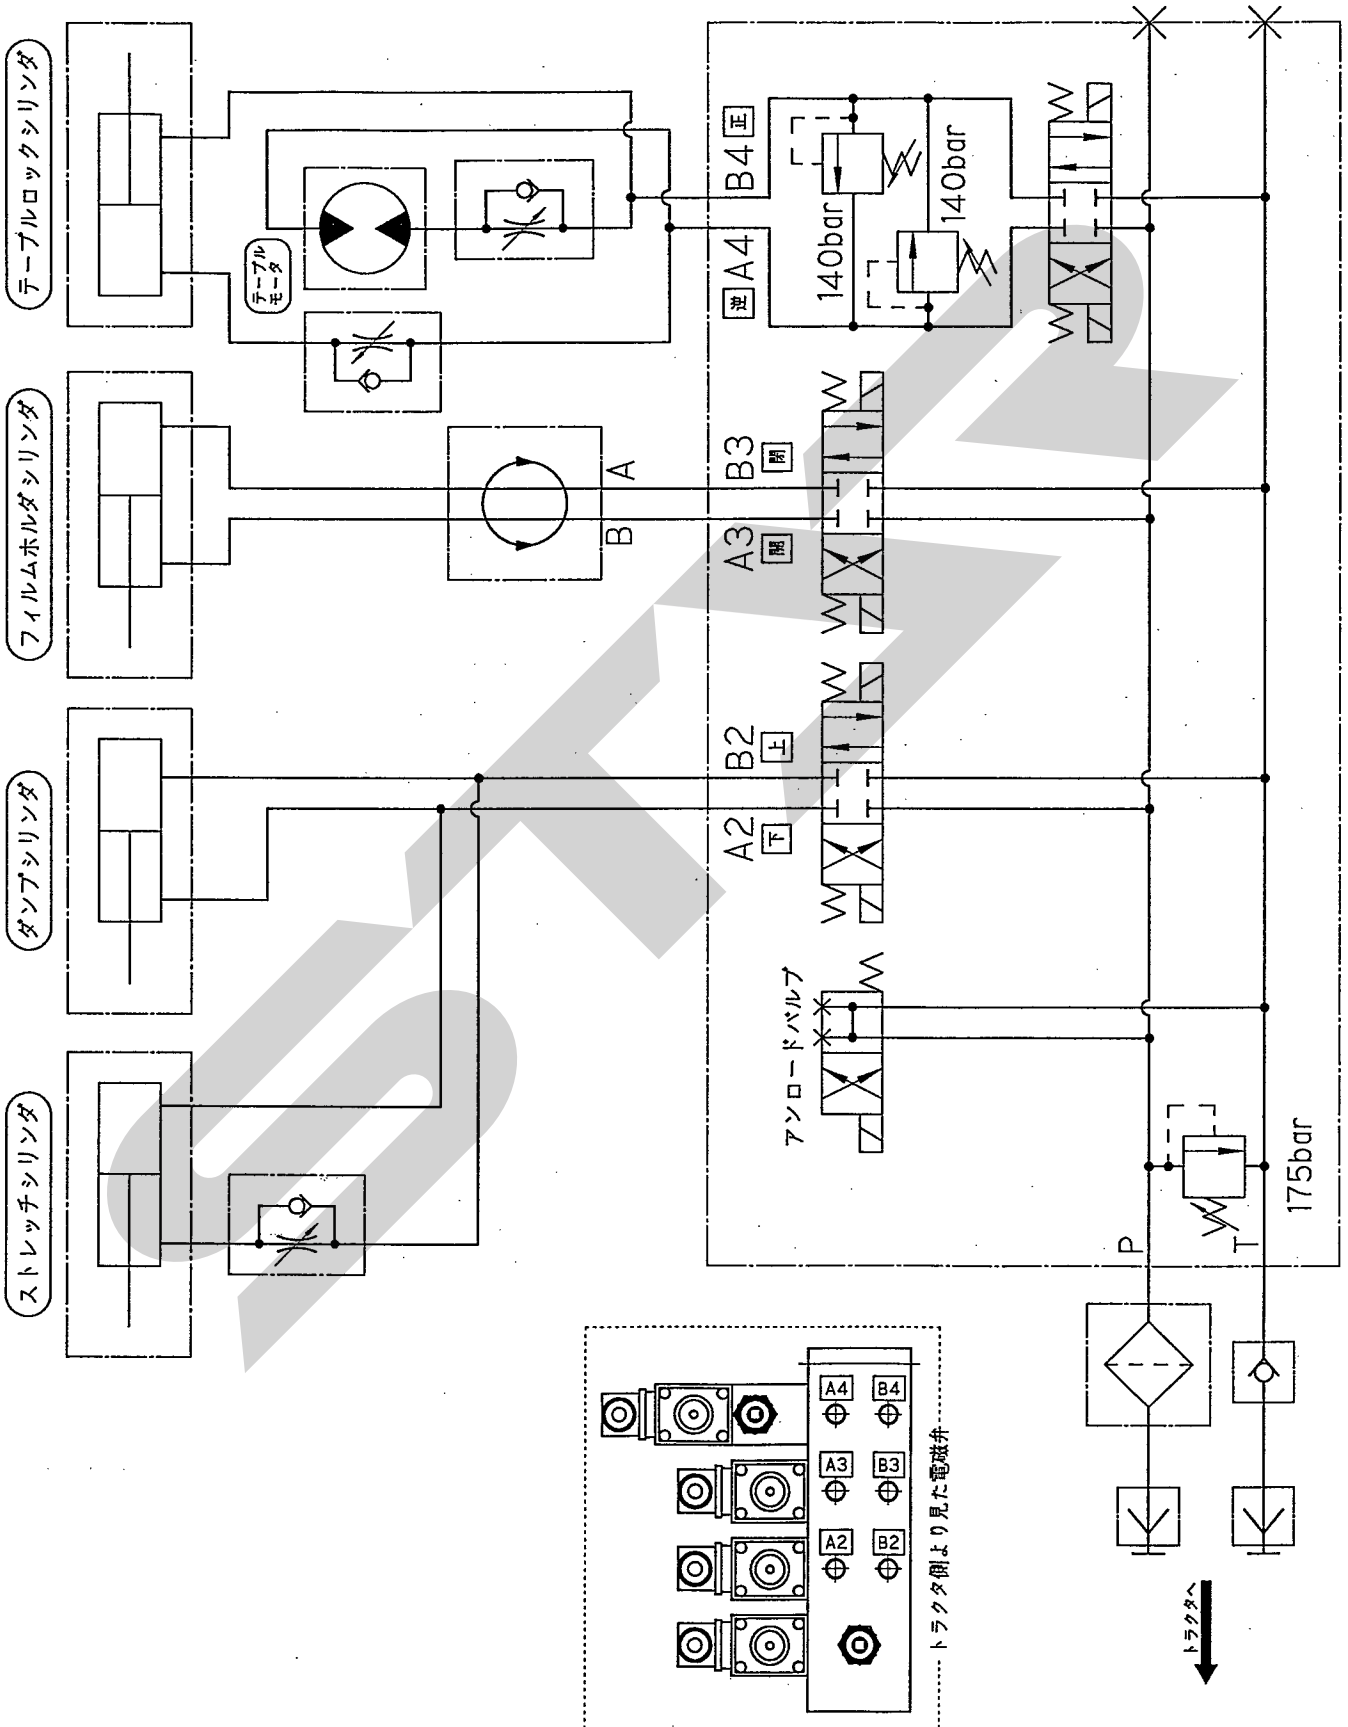 テーブルロックシリンダ
フィルムホルダシリンダ
ダンプシリンダ
ストレッチシリンダ
テーブル
モータ
B4 正
A4 逆
140bar
140bar
A
B
B3 閉
A3 開
B2 上
A2 下
アンロードバルブ
175bar
P
T
A4 B4
A3 B3
A2 B2
トラクタ側より見た電磁弁
トラクタへ
STAR